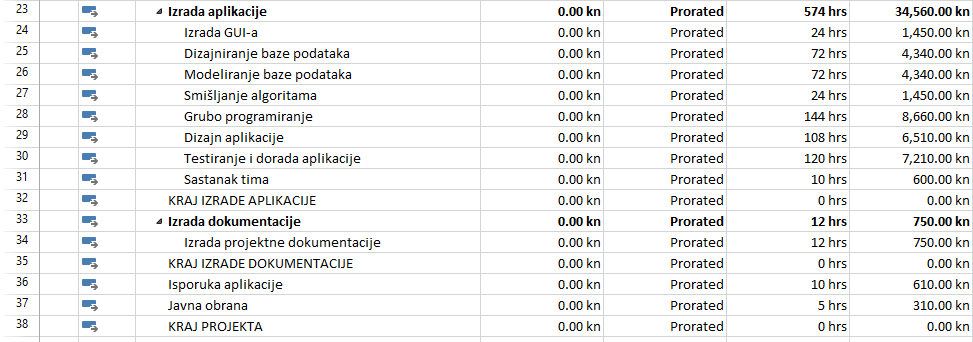 23 Izrada aplikacije 0.00 kn Prorated 574 hrs 34,560.00 kn
24 Izrada GUI-a 0.00 kn Prorated 24 hrs 1,450.00 kn
25 Dizajniranje baze podataka 0.00 kn Prorated 72 hrs 4,340.00 kn
26 Modeliranje baze podataka 0.00 kn Prorated 72 hrs 4,340.00 kn
27 Smišljanje algoritama 0.00 kn Prorated 24 hrs 1,450.00 kn
28 Grubo programiranje 0.00 kn Prorated 144 hrs 8,660.00 kn
29 Dizajn aplikacije 0.00 kn Prorated 108 hrs 6,510.00 kn
30 Testiranje i dorada aplikacije 0.00 kn Prorated 120 hrs 7,210.00 kn
31 Sastanak tima 0.00 kn Prorated 10 hrs 600.00 kn
32 KRAJ IZRADE APLIKACIJE 0.00 kn Prorated 0 hrs 0.00 kn
33 Izrada dokumentacije 0.00 kn Prorated 12 hrs 750.00 kn
34 Izrada projektne dokumentacije 0.00 kn Prorated 12 hrs 750.00 kn
35 KRAJ IZRADE DOKUMENTACIJE 0.00 kn Prorated 0 hrs 0.00 kn
36 Isporuka aplikacije 0.00 kn Prorated 10 hrs 610.00 kn
37 Javna obrana 0.00 kn Prorated 5 hrs 310.00 kn
38 KRAJ PROJEKTA 0.00 kn Prorated 0 hrs 0.00 kn